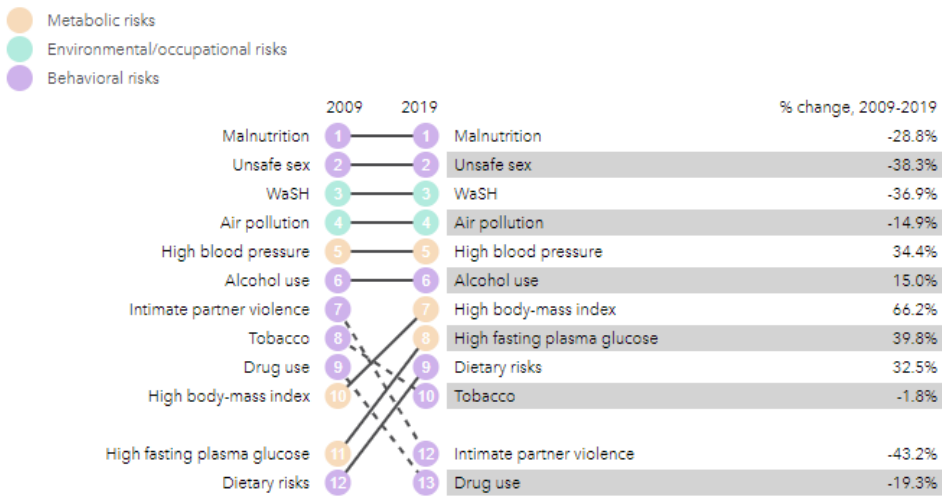 Metabolic risks
Environmental/occupational risks
Behavioral risks
2009 2019 % change, 2009-2019
Malnutrition 1 1 Malnutrition -28.8%
Unsafe sex 2 2 Unsafe sex -38.3%
WaSH 3 3 WaSH -36.9%
Air pollution 4 4 Air pollution -14.9%
High blood pressure 5 5 High blood pressure 34.4%
Alcohol use 6 6 Alcohol use 15.0%
Intimate partner violence 7 7 High body-mass index 66.2%
Tobacco 8 8 High fasting plasma glucose 39.8%
Drug use 9 9 Dietary risks 32.5%
High body-mass index 10 10 Tobacco -1.8%
High fasting plasma glucose 11 12 Intimate partner violence -43.2%
Dietary risks 12 13 Drug use -19.3%